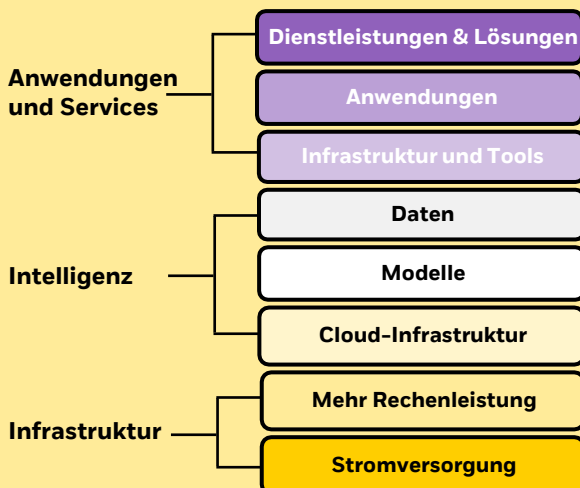 Anwendungen
und Services
Dienstleistungen & Lösungen
Anwendungen
Infrastruktur und Tools
Intelligenz
Daten
Modelle
Cloud-Infrastruktur
Infrastruktur
Mehr Rechenleistung
Stromversorgung